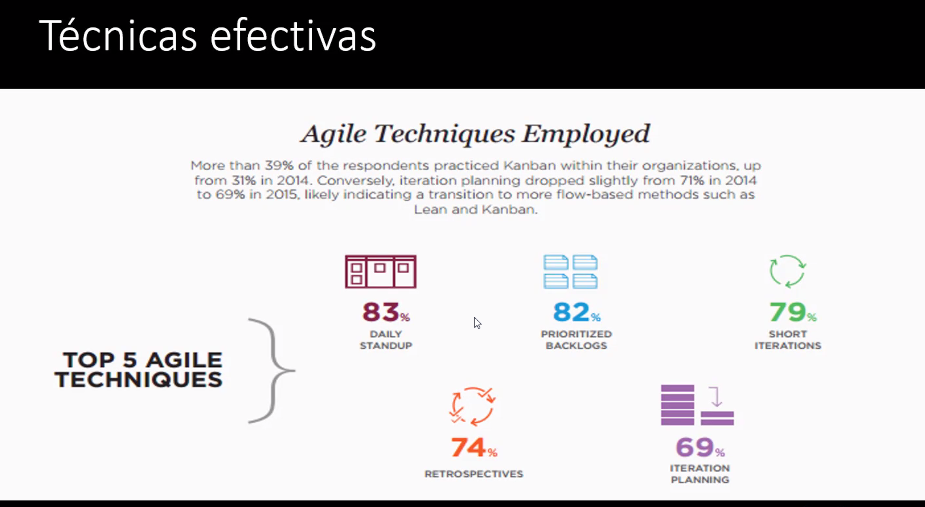 Técnicas efectivas
Agile Techniques Employed
More than 39% of the respondents practiced Kanban within their organizations, up
from 31% in 2014. Conversely, iteration planning dropped slightly from 71% in 2014
to 69% in 2015, likely indicating a transition to more flow-based methods such as
Lean and Kanban.
83%
DAILY
STANDUP
82%
PRIORITIZED
BACKLOGS
79%
SHORT
ITERATIONS
TOP 5 AGILE
TECHNIQUES
74%
RETROSPECTIVES
69%
ITERATION
PLANNING